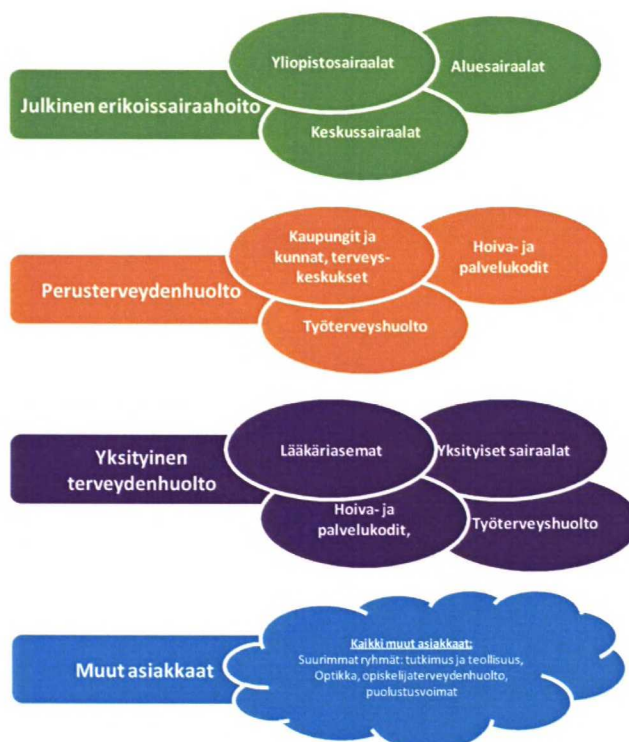 Yliopistosairaalat
Aluesairaalat
Julkinen erikoissairaahoito
Keskussairaalat
Kaupungit ja
kunnat, terveys-
keskukset
Hoiva- ja
palvelukodit
Perusterveydenhuolto
Työterveyshuolto
Lääkäriasemat
Yksityiset sairaalat
Yksityinen
terveydenhuolto
Hoiva- ja
palvelukodit,
Työterveyshuolto
Kaikki muut asiakkaat:
Suurimmat ryhmät: tutkimus ja teollisuus,
Optikka, opiskelijaterveydenhuolto,
puolustusvoimat
Muut asiakkaat